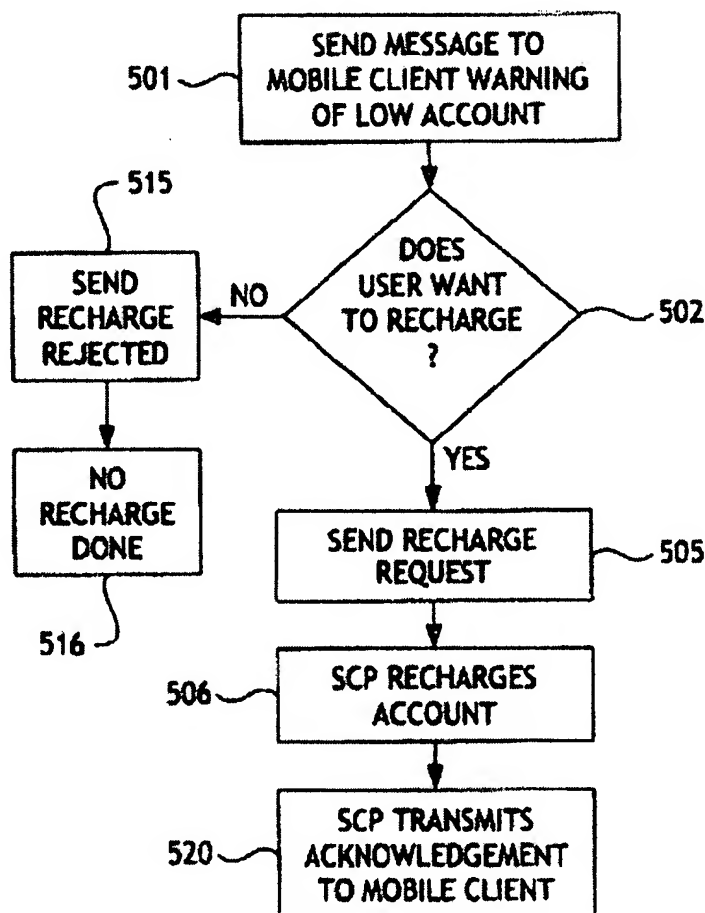 SEND MESSAGE TO
MOBILE CLIENT WARNING
OF LOW ACCOUNT
501
DOES
USER WANT
TO RECHARGE
?
502
NO
515
SEND
RECHARGE
REJECTED
NO
RECHARGE
DONE
516
YES
SEND RECHARGE
REQUEST
505
SCP RECHARGES
ACCOUNT
506
SCP TRANSMITS
ACKNOWLEDGEMENT
TO MOBILE CLIENT
520